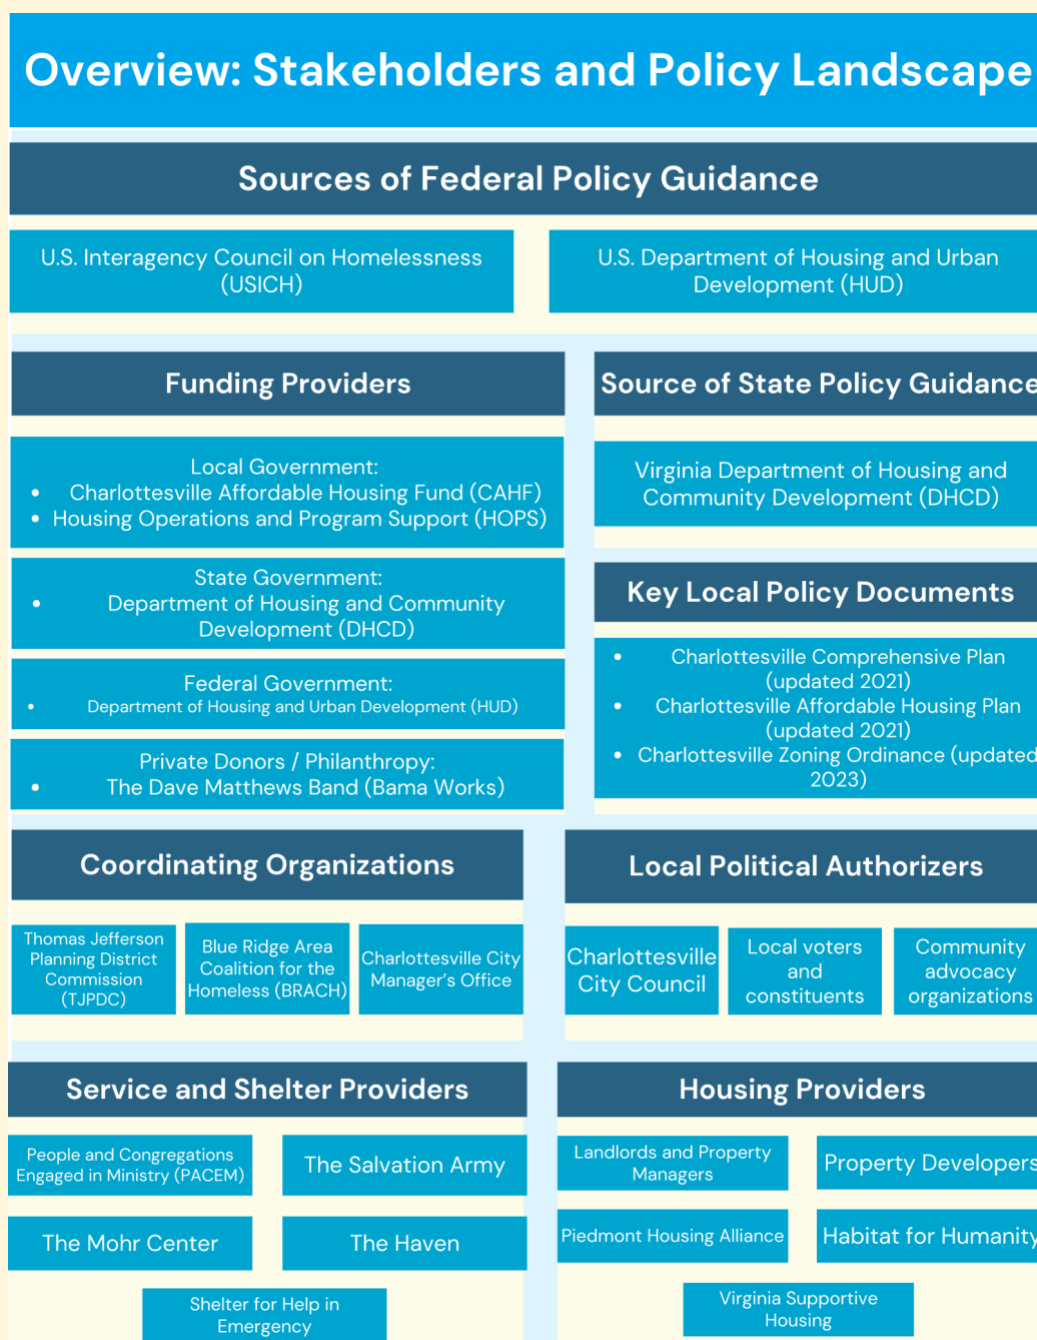 Overview: Stakeholders and Policy Landscape
Sources of Federal Policy Guidance
U.S. Interagency Council on Homelessness
(USICH)
U.S. Department of Housing and Urban
Development (HUD)
Funding Providers
Local Government:
• Charlottesville Affordable Housing Fund (CAHF)
• Housing Operations and Program Support (HOPS)
State Government:
• Department of Housing and Community
Development (DHCD)
Federal Government:
• Department of Housing and Urban Development (HUD)
Private Donors / Philanthropy:
• The Dave Matthews Band (Bama Works)
Source of State Policy Guidance
Virginia Department of Housing and
Community Development (DHCD)
Key Local Policy Documents
• Charlottesville Comprehensive Plan
(updated 2021)
• Charlottesville Affordable Housing Plan
(updated 2021)
• Charlottesville Zoning Ordinance (updated
2023)
Coordinating Organizations
Thomas Jefferson
Planning District
Commission
(TJPDC)
Blue Ridge Area
Coalition for the
Homeless (BRACH)
Charlottesville City
Manager's Office
Local Political Authorizers
Charlottesville
City Council
Local voters
and
constituents
Community
advocacy
organizations
Service and Shelter Providers
People and Congregations
Engaged in Ministry (PACEM)
The Salvation Army
The Mohr Center
The Haven
Shelter for Help in
Emergency
Housing Providers
Landlords and Property
Managers
Property Developers
Piedmont Housing Alliance
Habitat for Humanity
Virginia Supportive
Housing